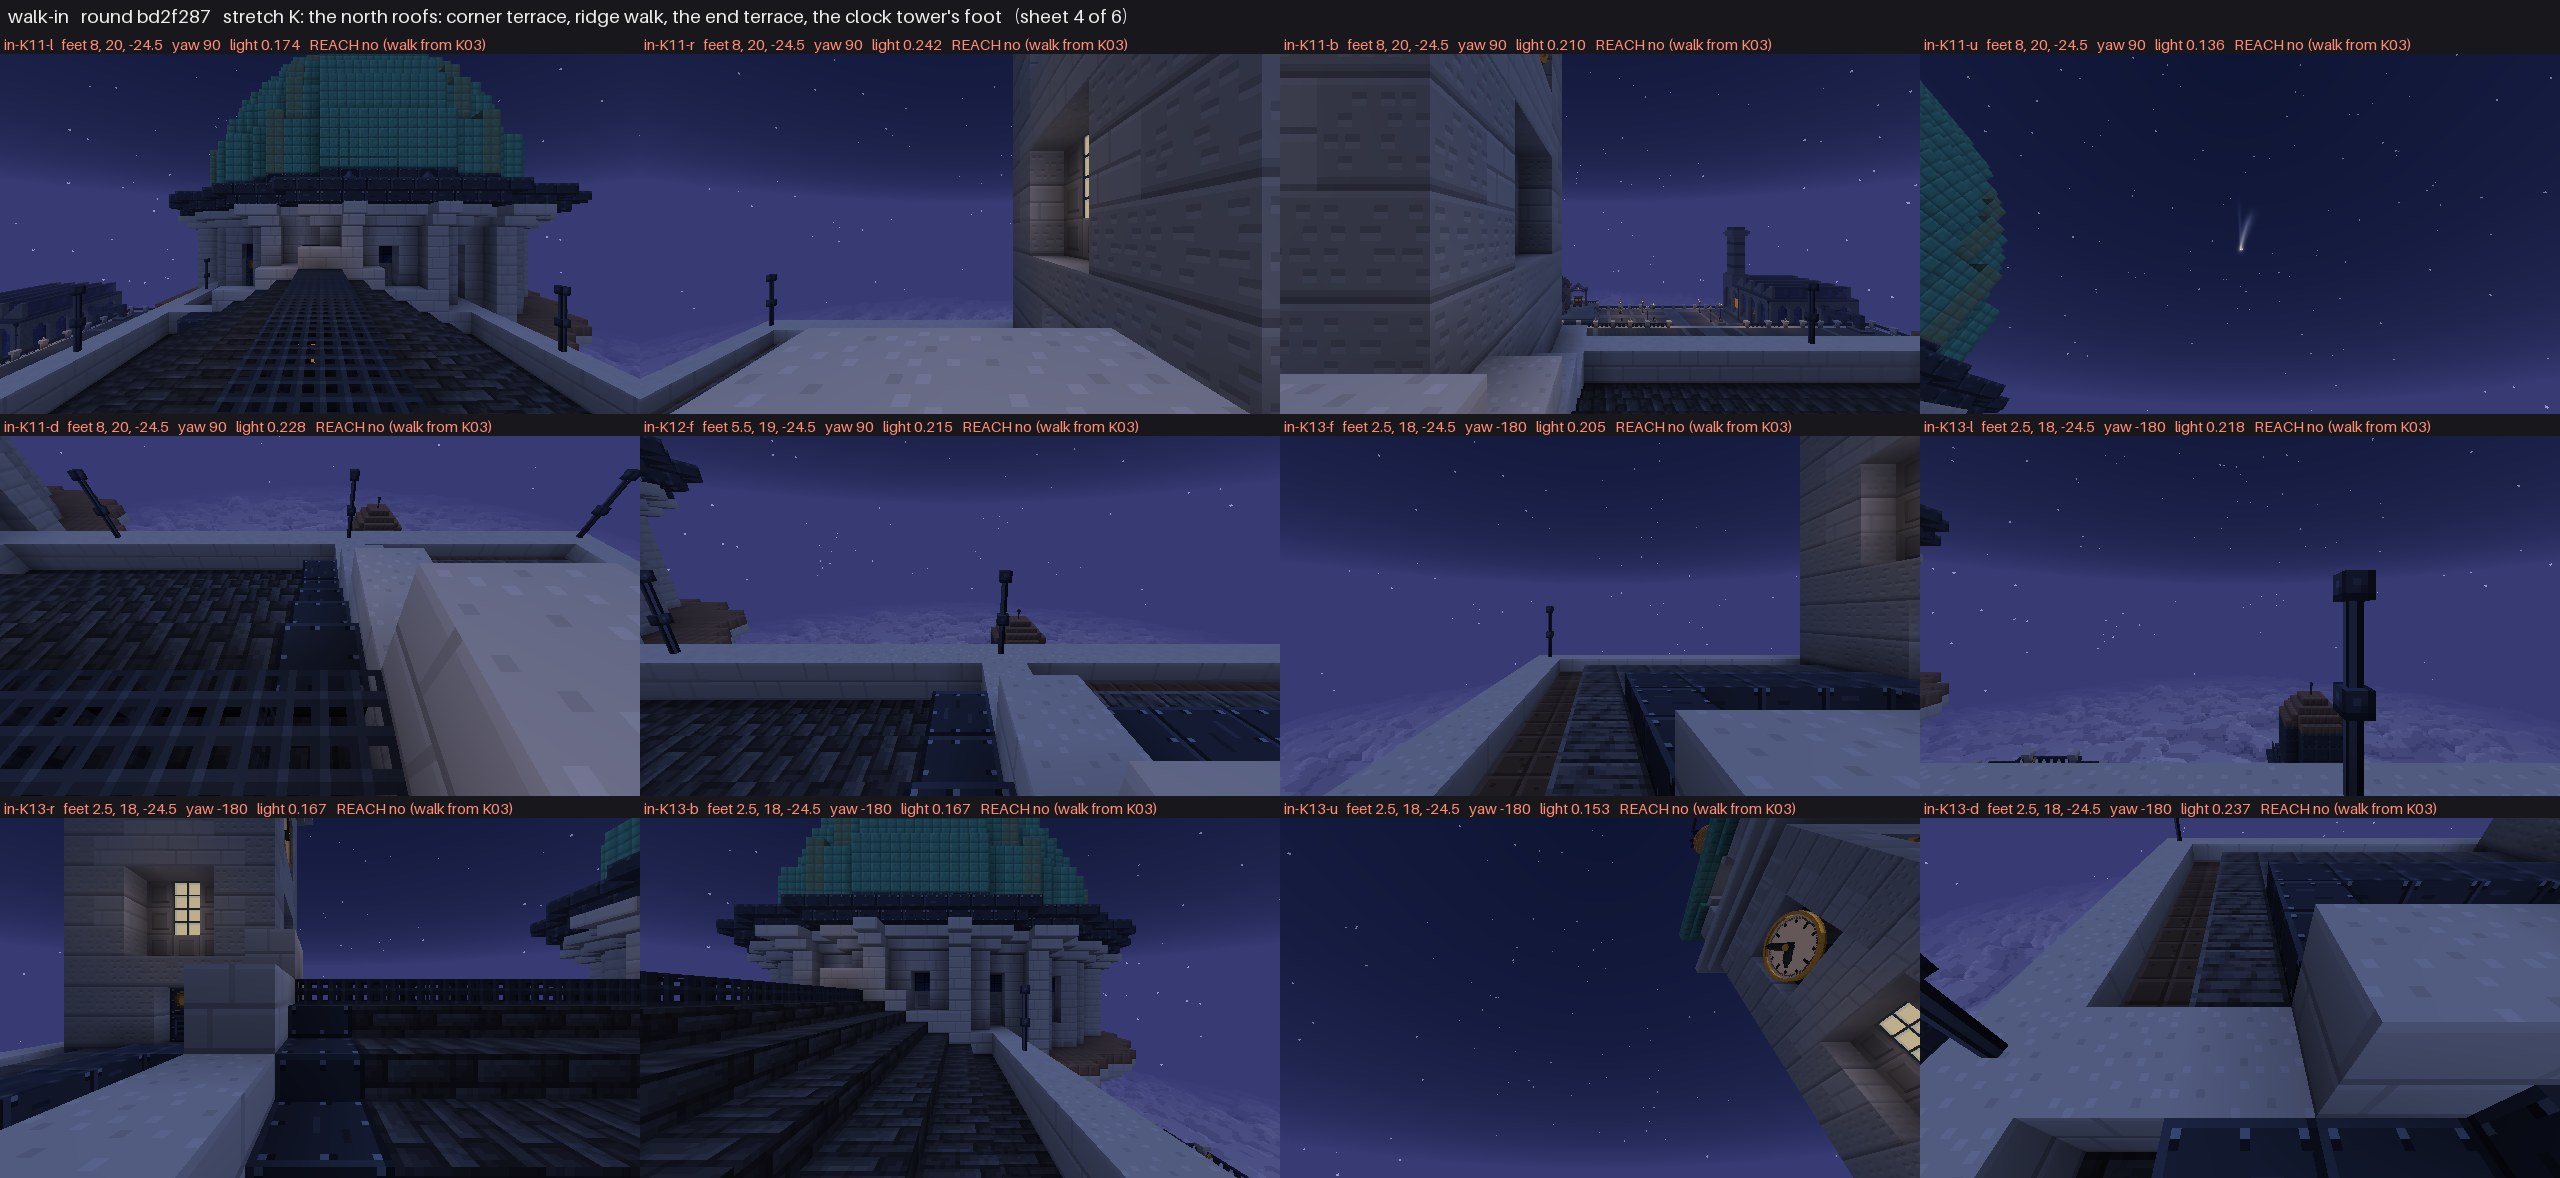 walk-in round bd2f287 stretch K: the north roofs: corner terrace, ridge walk, the end terrace, the clock tower's foot (sheet 4 of 6)
in-K11-l feet 8, 20, -24.5 yaw 90 light 0.174 REACH no (walk from K03)
in-K11-r feet 8, 20, -24.5 yaw 90 light 0.242 REACH no (walk from K03)
in-K11-b feet 8, 20, -24.5 yaw 90 light 0.210 REACH no (walk from K03)
in-K11-u feet 8, 20, -24.5 yaw 90 light 0.136 REACH no (walk from K03)
in-K11-d feet 8, 20, -24.5 yaw 90 light 0.228 REACH no (walk from K03)
in-K12-f feet 5.5, 19, -24.5 yaw 90 light 0.215 REACH no (walk from K03)
in-K13-f feet 2.5, 18, -24.5 yaw -180 light 0.205 REACH no (walk from K03)
in-K13-l feet 2.5, 18, -24.5 yaw -180 light 0.218 REACH no (walk from K03)
in-K13-r feet 2.5, 18, -24.5 yaw -180 light 0.167 REACH no (walk from K03)
in-K13-b feet 2.5, 18, -24.5 yaw -180 light 0.167 REACH no (walk from K03)
in-K13-u feet 2.5, 18, -24.5 yaw -180 light 0.153 REACH no (walk from K03)
in-K13-d feet 2.5, 18, -24.5 yaw -180 light 0.237 REACH no (walk from K03)